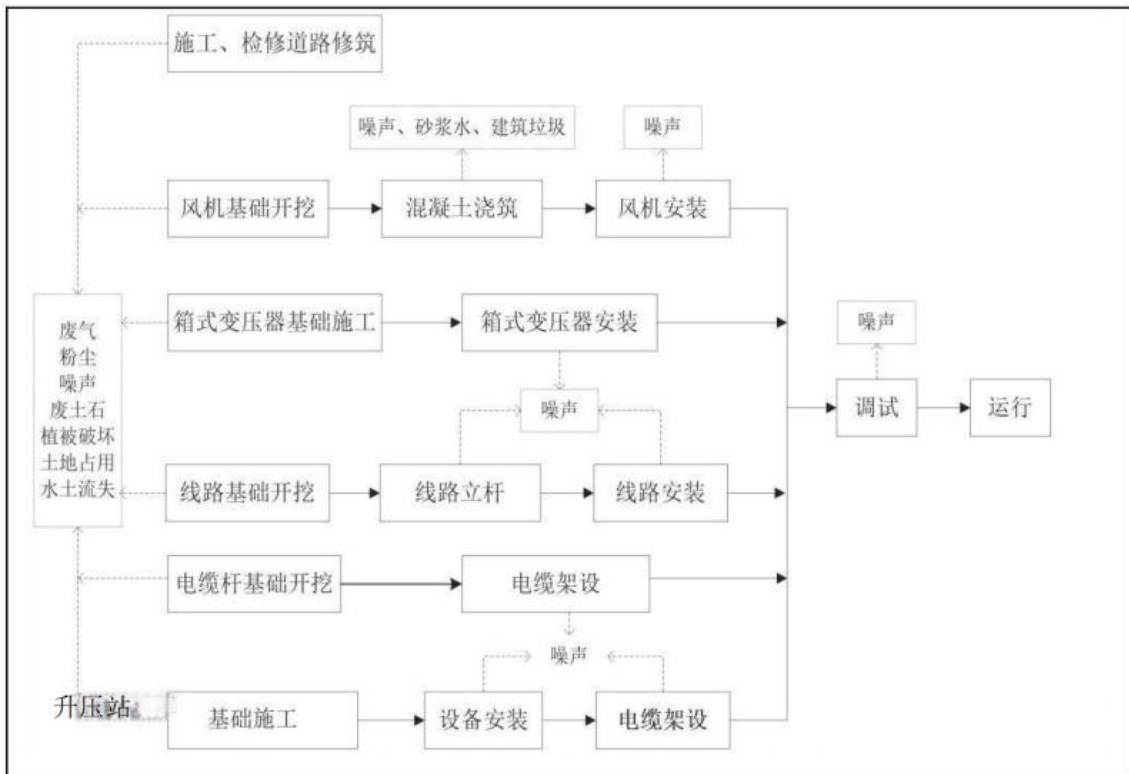 施工、检修道路修筑
噪声、砂浆水、建筑垃圾
噪声
风机基础开挖
混凝土浇筑
风机安装
废气
粉尘
噪声
废土石
植被破坏
土地占用
水土流失
箱式变压器基础施工
箱式变压器安装
噪声
噪声
调试
运行
线路基础开挖
线路立杆
线路安装
电缆杆基础开挖
电缆架设
噪声
升压站
基础施工
设备安装
电缆架设